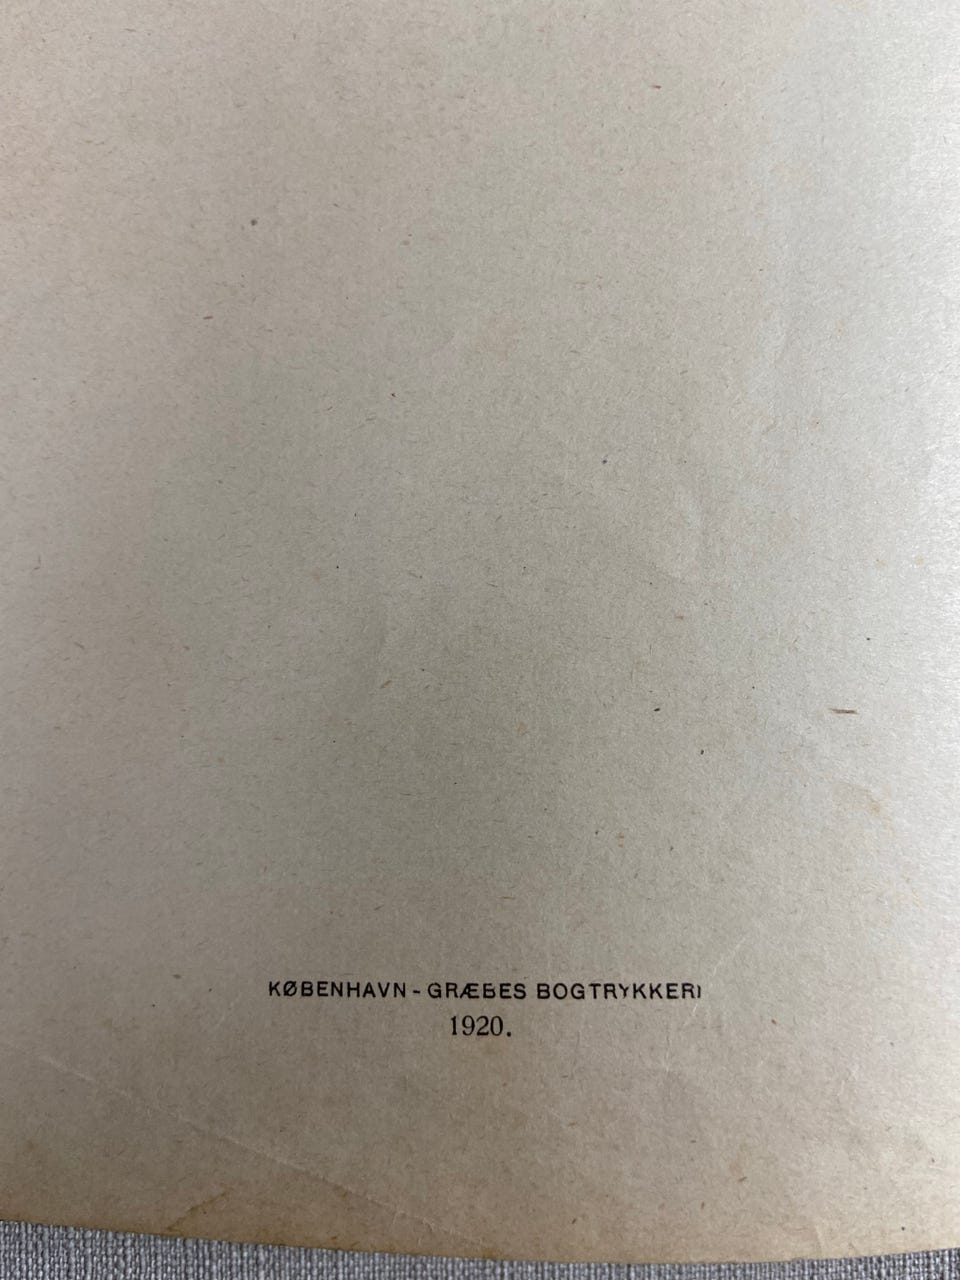 KØBENHAVN - GRÆBES BOGTRYKKERI
1920.